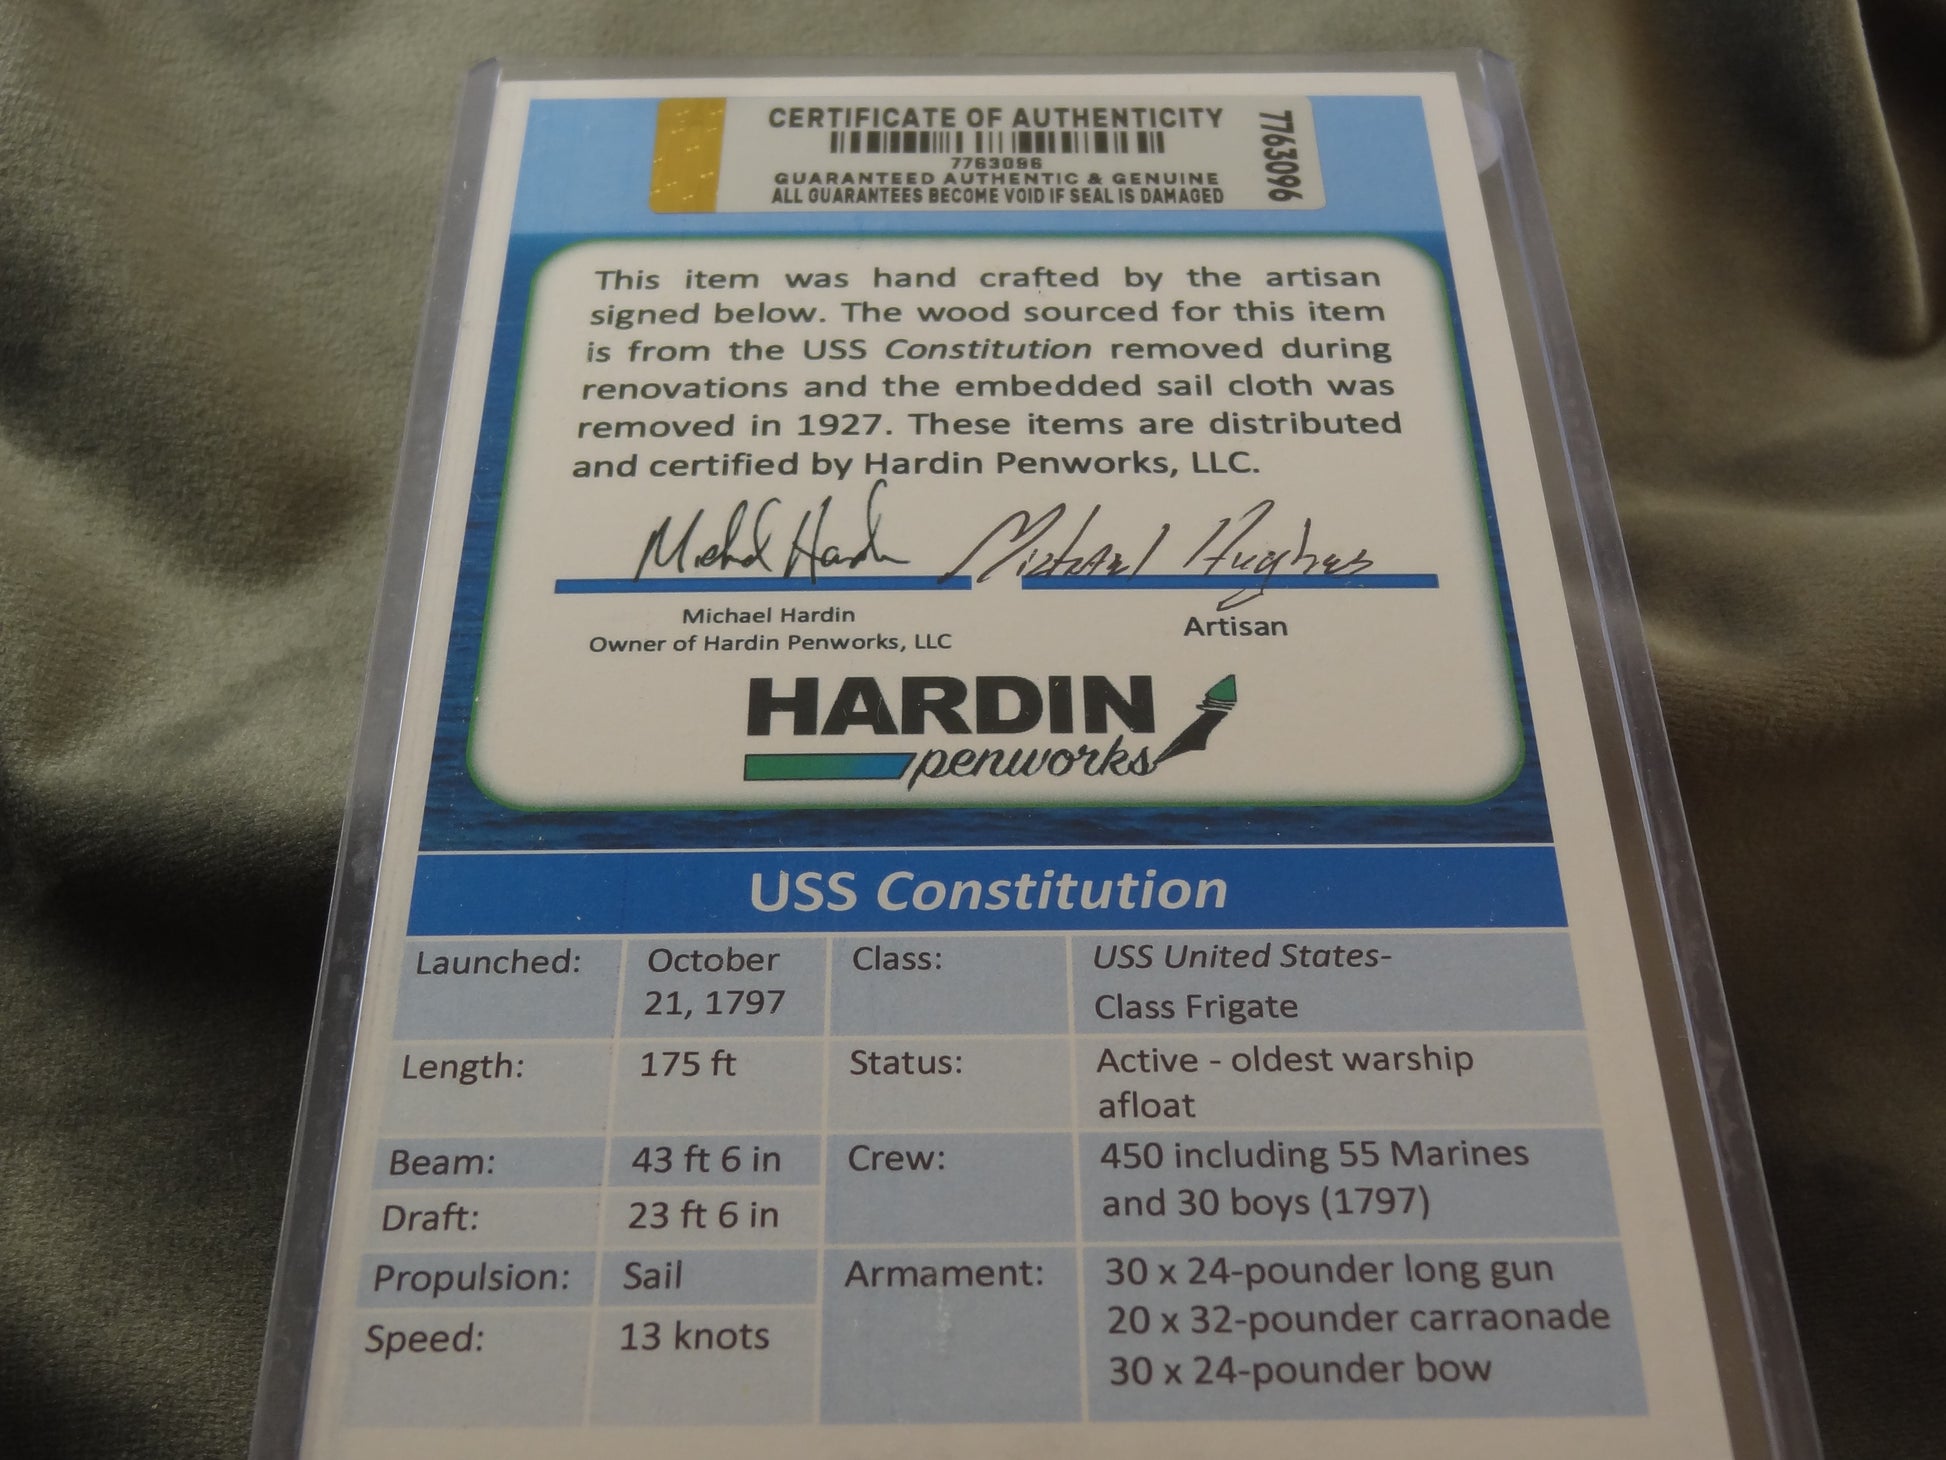 CERTIFICATE OF AUTHENTICITY
7763096
7763096
GUARANTEED AUTHENTIC & GENUINE
ALL GUARANTEES BECOME VOID IF SEAL IS DAMAGED
This item was hand crafted by the artisan
signed below. The wood sourced for this item
is from the USS Constitution removed during
renovations and the embedded sail cloth was
removed in 1927. These items are distributed
and certified by Hardin Penworks, LLC.
Michael Hardin
Michael Hughes
Michael Hardin
Owner of Hardin Penworks, LLC
Artisan
HARDIN
penworks
USS Constitution
Launched:
October
21, 1797
Class:
USS United States-
Class Frigate
Length:
175 ft
Status:
Active - oldest warship
afloat
Beam:
43 ft 6 in
Crew:
450 including 55 Marines
and 30 boys (1797)
Draft:
23 ft 6 in
Propulsion:
Sail
Armament:
30 x 24-pounder long gun
20 x 32-pounder carraonade
30 x 24-pounder bow
Speed:
13 knots